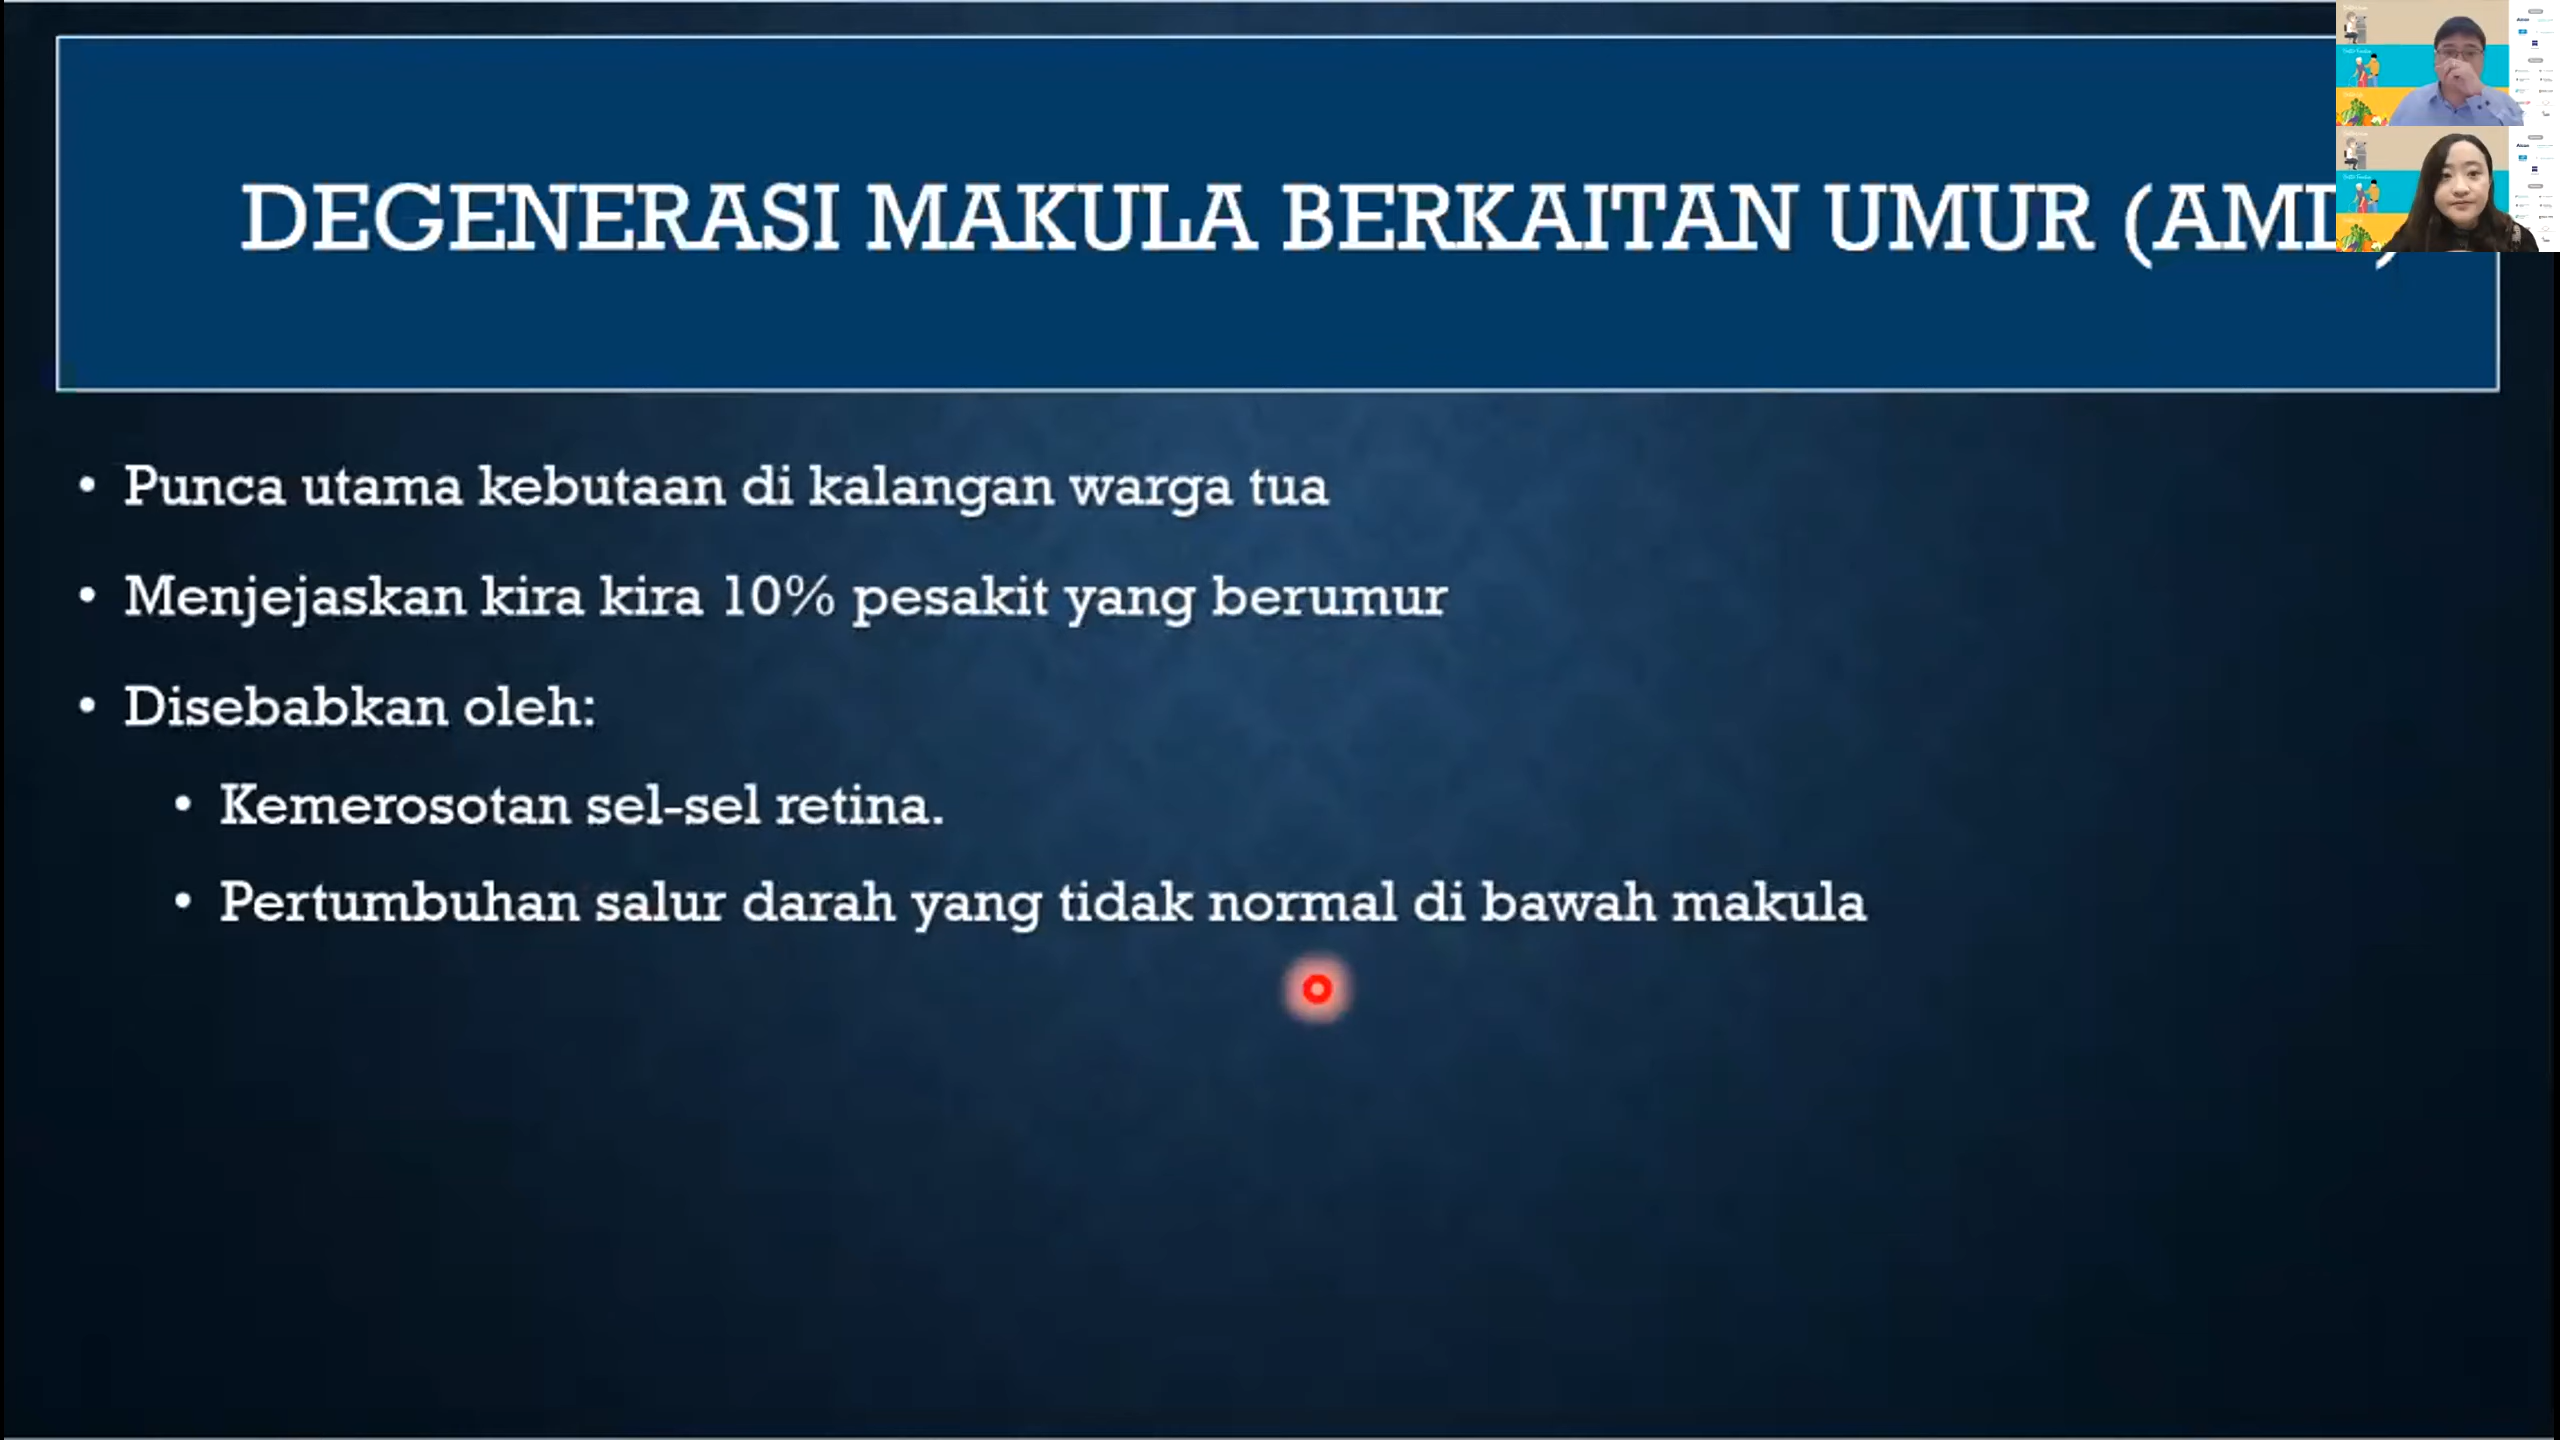 DEGENERASI MAKULA BERKAITAN UMUR (AMD)
• Punca utama kebutaan di kalangan warga tua
• Menjejaskan kira kira 10% pesakit yang berumur
• Disebabkan oleh:
• Kemerosotan sel-sel retina.
• Pertumbuhan salur darah yang tidak normal di bawah makula